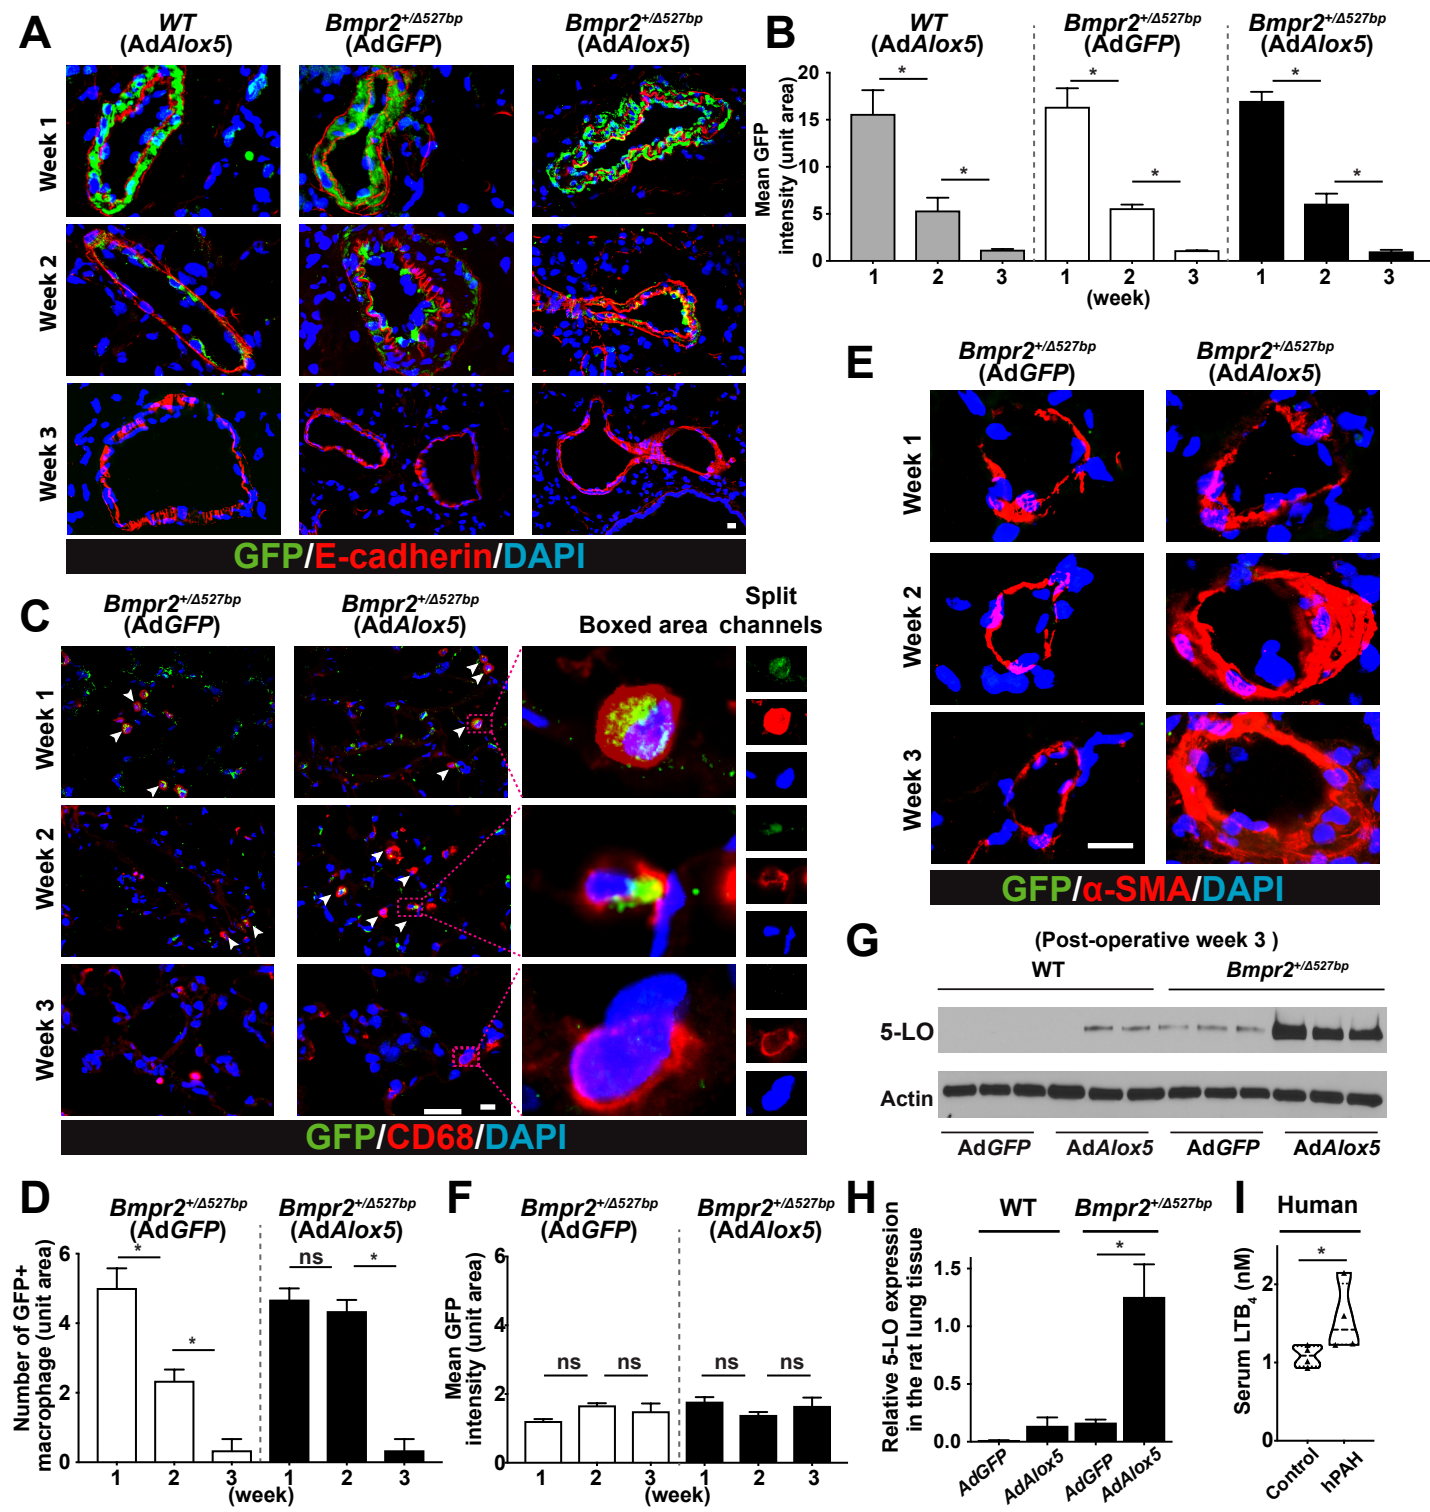 A
WT
(AdAlox5)
Bmpr2+/Δ527bp
(AdGFP)
Bmpr2+/Δ527bp
(AdAlox5)
Week 1
Week 2
Week 3
GFP/E-cadherin/DAPI
B
WT
(AdAlox5)
Bmpr2+/Δ527bp
(AdGFP)
Bmpr2+/Δ527bp
(AdAlox5)
Mean GFP
intensity (unit area)
20
15
10
5
0
* * * * * *
1 2 3 1 2 3 1 2 3
(week)
C
Bmpr2+/Δ527bp
(AdGFP)
Bmpr2+/Δ527bp
(AdAlox5)
Boxed area
Split
channels
Week 1
Week 2
Week 3
GFP/CD68/DAPI
E
Bmpr2+/Δ527bp
(AdGFP)
Bmpr2+/Δ527bp
(AdAlox5)
Week 1
Week 2
Week 3
GFP/α-SMA/DAPI
G
(Post-operative week 3 )
WT
Bmpr2+/Δ527bp
5-LO
Actin
AdGFP AdAlox5 AdGFP AdAlox5
D
Bmpr2+/Δ527bp
(AdGFP)
Bmpr2+/Δ527bp
(AdAlox5)
Number of GFP+
macrophage (unit area)
6
4
2
0
* * ns *
1 2 3 1 2 3
(week)
F
Bmpr2+/Δ527bp
(AdGFP)
Bmpr2+/Δ527bp
(AdAlox5)
Mean GFP
intensity (unit area)
6
4
2
0
ns ns ns ns
1 2 3 1 2 3
(week)
H
WT
Bmpr2+/Δ527bp
Relative 5-LO expression
in the rat lung tissue
1.5
1.0
0.5
0.0
*
AdGFP AdAlox5 AdGFP AdAlox5
I
Human
Serum LTB4 (nM)
2
1
0
*
Control hPAH